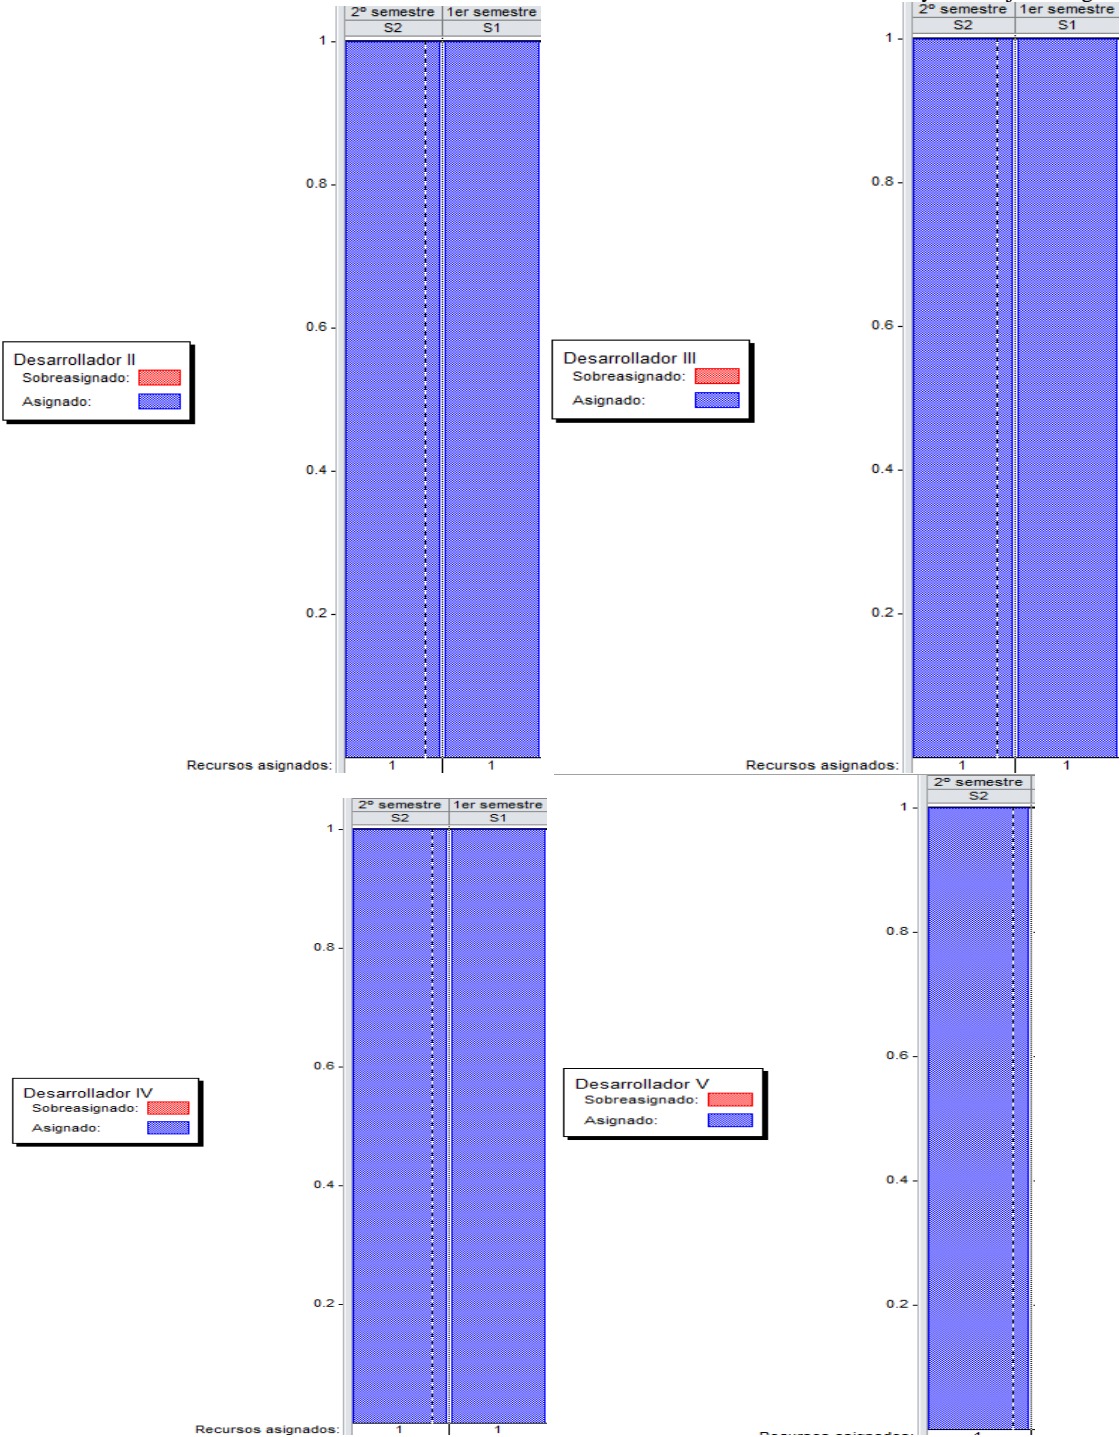 2º semestre 1er semestre
S2 S1
1
0.8
0.6
0.4
0.2
Desarrollador II
Sobreasignado:
Asignado:
Recursos asignados: 1 1
2º semestre 1er semestre
S2 S1
1
0.8
0.6
0.4
0.2
Desarrollador III
Sobreasignado:
Asignado:
Recursos asignados: 1 1
2º semestre 1er semestre
S2 S1
1
0.8
0.6
0.4
0.2
Desarrollador IV
Sobreasignado:
Asignado:
Recursos asignados: 1 1
2º semestre
S2
1
0.8
0.6
0.4
0.2
Desarrollador V
Sobreasignado:
Asignado:
Recursos asignados: 1